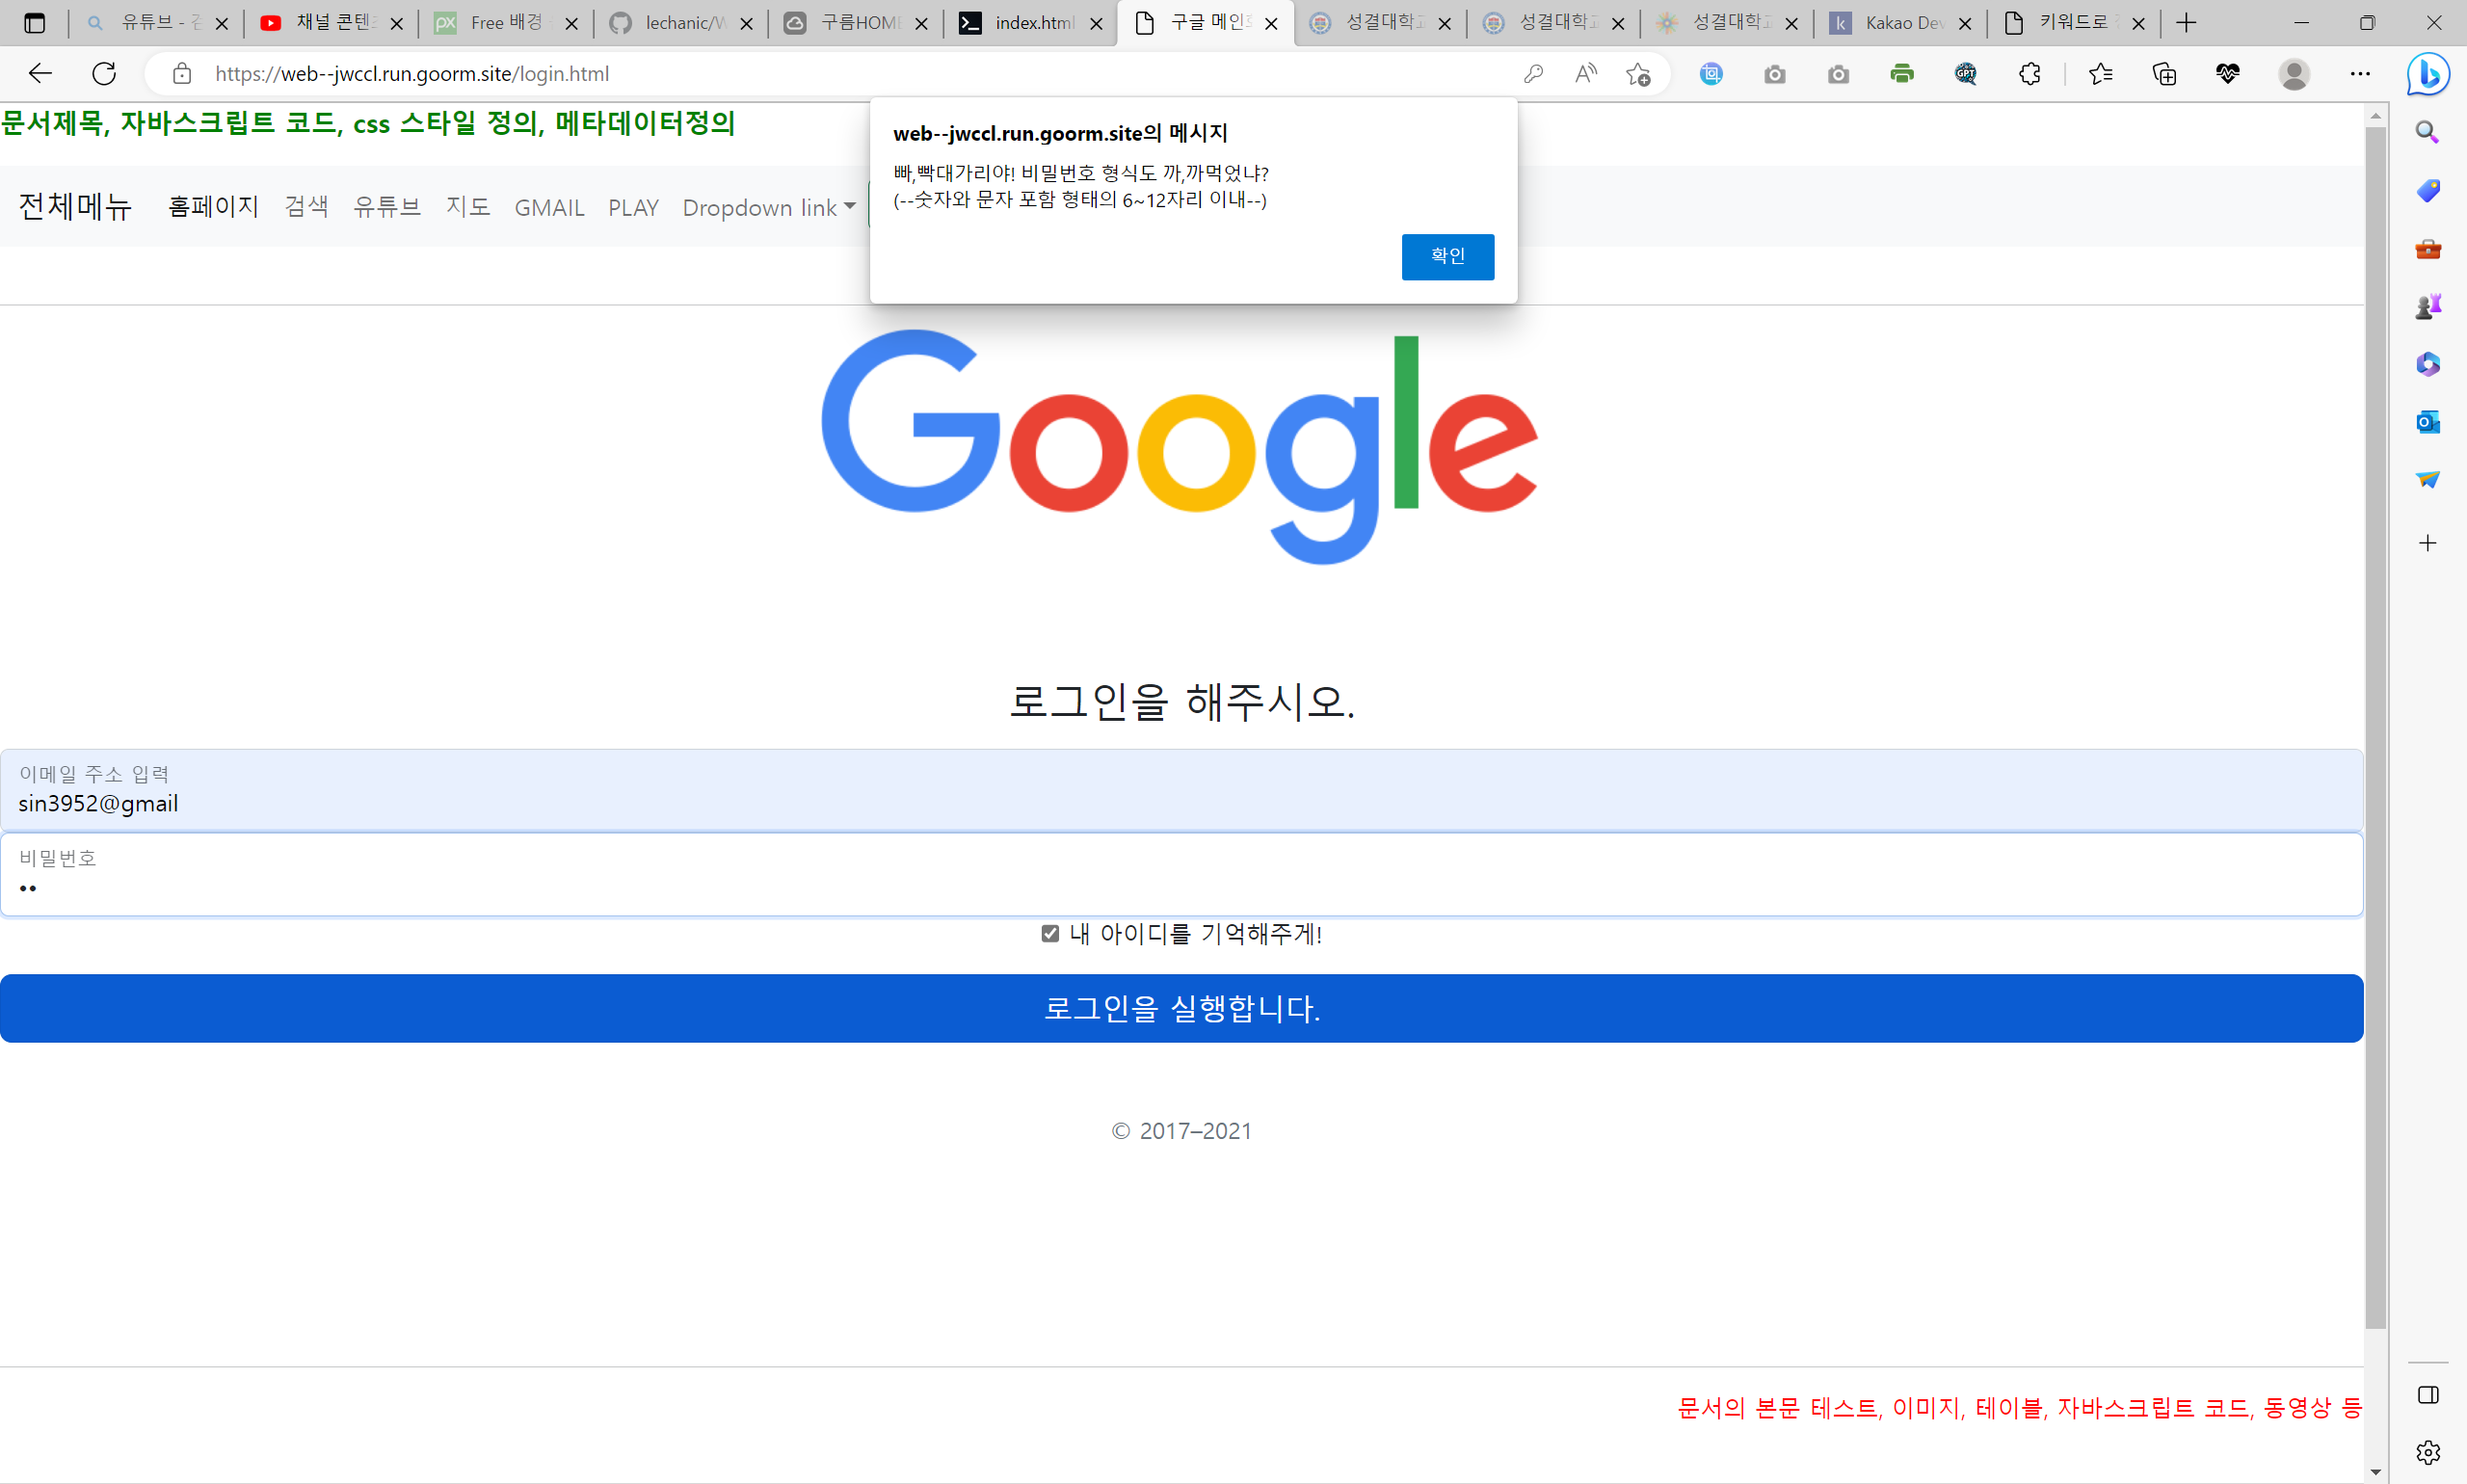 유튜브 - 검
채널 콘텐츠
Free 배경
lechanic/W
구름HOME
index.html
구글 메인화
성결대학교
성결대학교
성결대학교
Kakao Dev
키워드로
https://web--jwccl.run.goorm.site/login.html
문서제목, 자바스크립트 코드, css 스타일 정의, 메타데이터정의
web--jwccl.run.goorm.site의 메시지
빠,빡대가리야! 비밀번호 형식도 까,까먹었냐?
(--숫자와 문자 포함 형태의 6~12자리 이내--)
확인
전체메뉴 홈페이지 검색 유튜브 지도 GMAIL PLAY Dropdown link
Google
로그인을 해주시오.
이메일 주소 입력
sin3952@gmail
비밀번호
••
내 아이디를 기억해주게!
로그인을 실행합니다.
© 2017–2021
문서의 본문 테스트, 이미지, 테이블, 자바스크립트 코드, 동영상 등